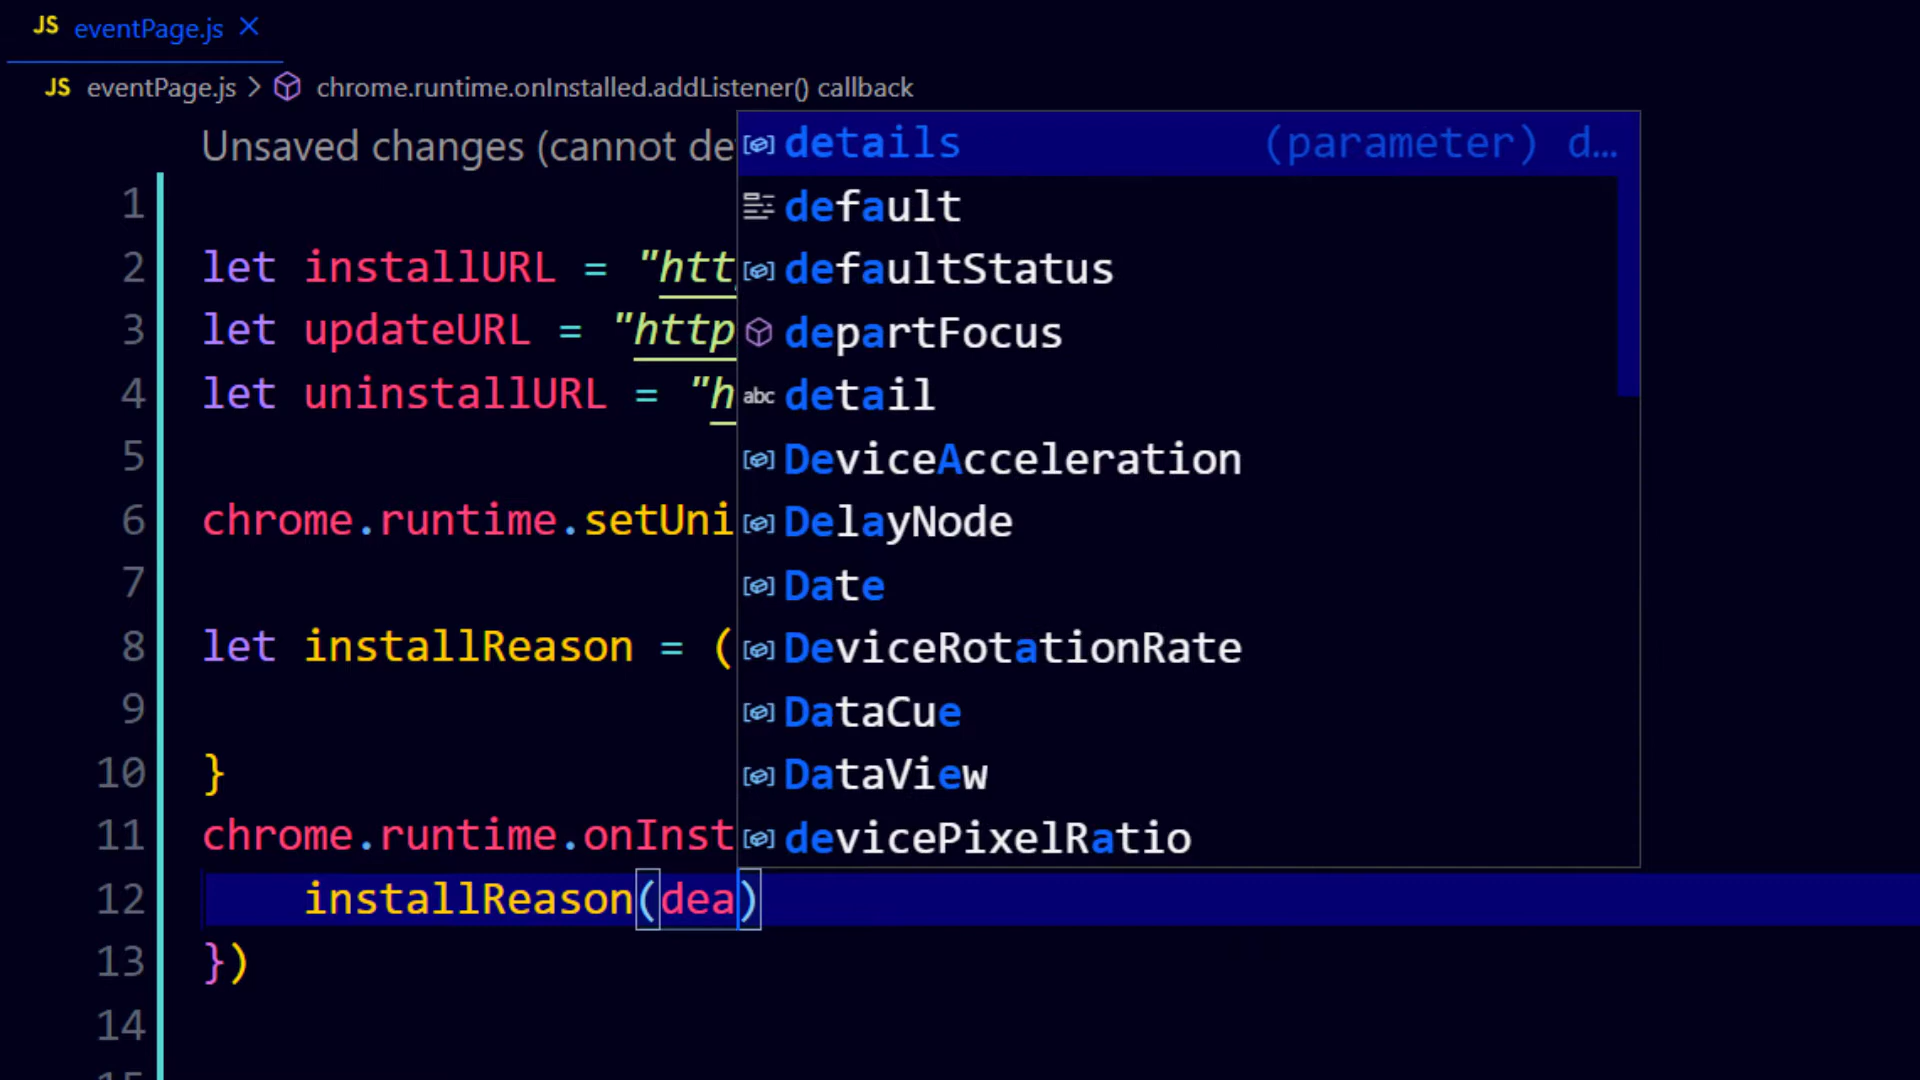 JS eventPage.js ×
JS eventPage.js > chrome.runtime.onInstalled.addListener() callback
Unsaved changes (cannot de
1
2 let installURL = "htt
3 let updateURL = "http
4 let uninstallURL = "h
5
6 chrome.runtime.setUni
7
8 let installReason = (
9
10 }
11 chrome.runtime.onInst
12 installReason(dea)
13 })
14
15
details (parameter) d…
default
defaultStatus
departFocus
abc detail
DeviceAcceleration
DelayNode
Date
DeviceRotationRate
DataCue
DataView
devicePixelRatio